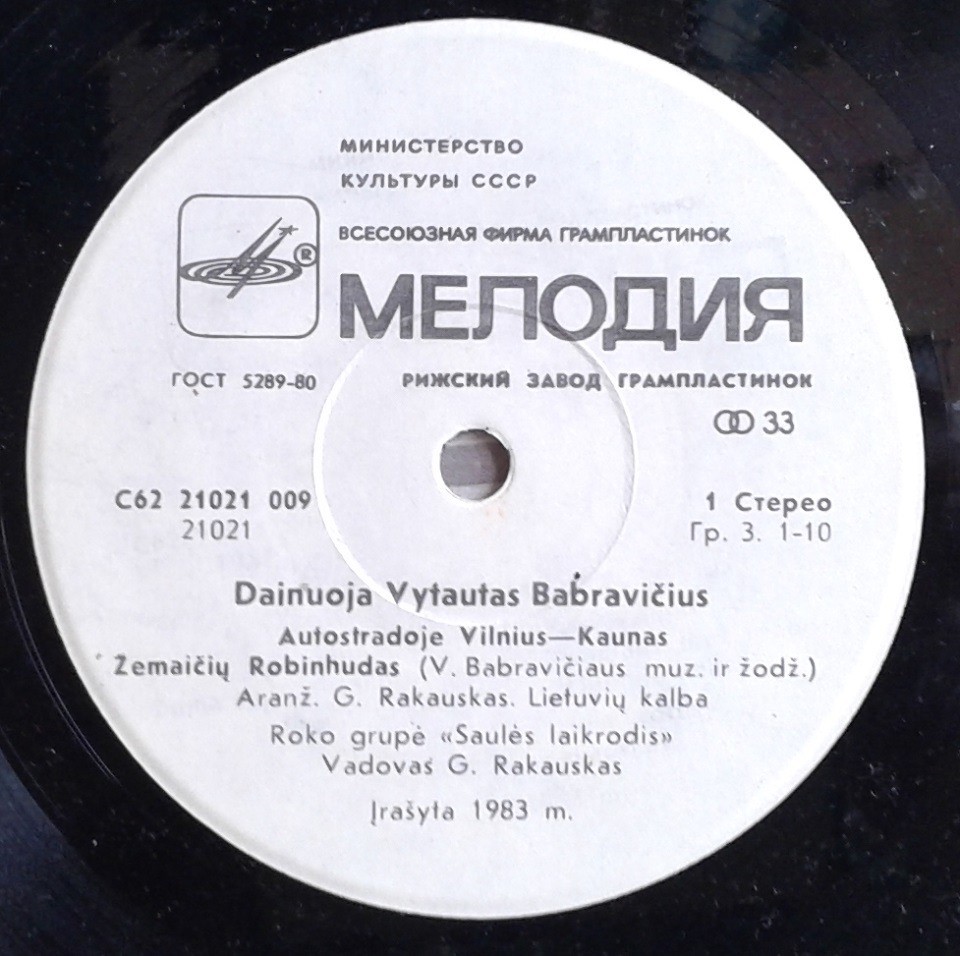 МИНИСТЕРСТВО
КУЛЬТУРЫ СССР
ВСЕСОЮЗНАЯ ФИРМА ГРАМПЛАСТИНОК
®
МЕЛОДИЯ
ГОСТ 5289-80
РИЖСКИЙ ЗАВОД ГРАМПЛАСТИНОК
33
С62 21021 009
21021
1 Стерео
Гр. 3. 1-10
Dainuoja Vytautas Babravičius
Autostradoje Vilnius—Kaunas
Žemaičių Robinhudas (V. Babravičiaus muz. ir žodž.)
Aranž. G. Rakauskas. Lietuvių kalba
Roko grupė «Saulės laikrodis»
Vadovas G. Rakauskas
Įrašyta 1983 m.